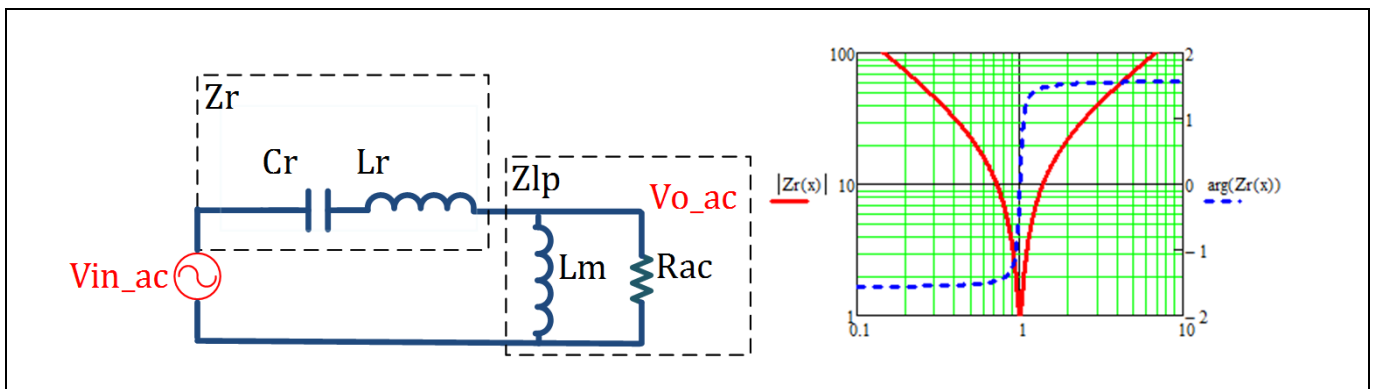 Zr
Cr Lr
Zlp
Vo_ac
Vin_ac
Lm Rac
100
10
1
|Zr(x)|
0.1 1 10
2
1
0
-1
-2
arg(Zr(x))